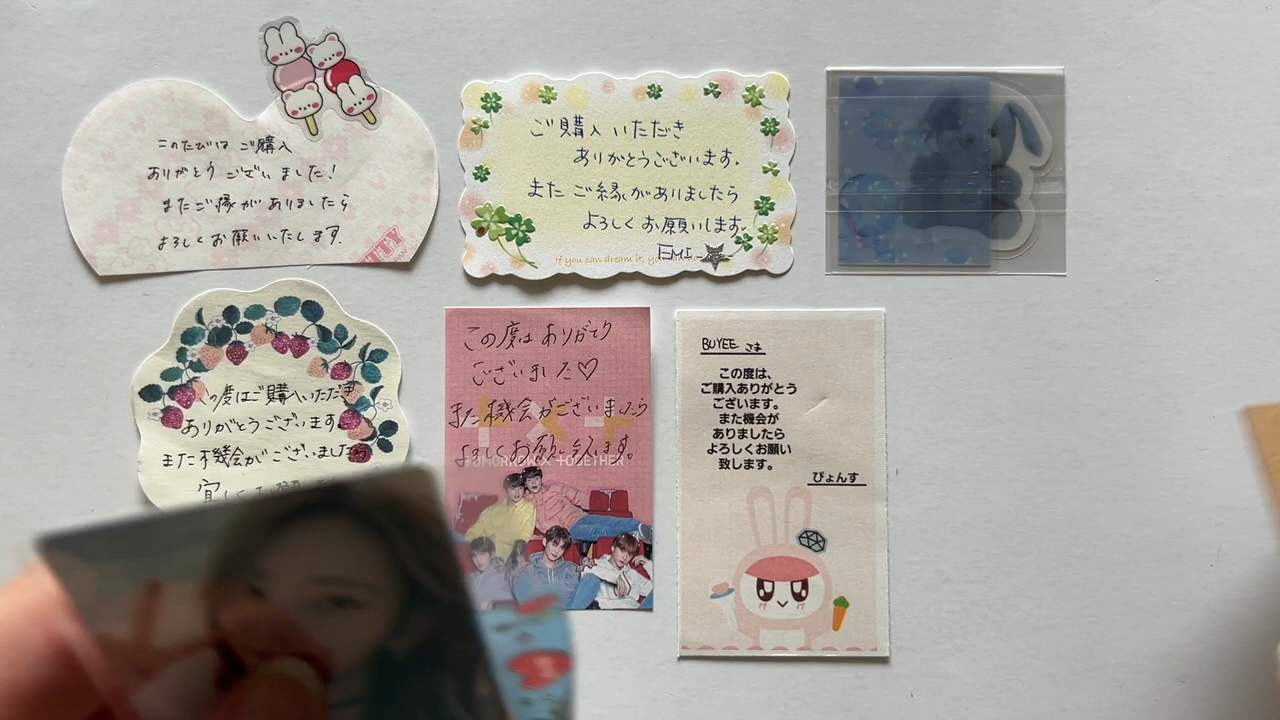 このたびは ご購入
ありがとう ございました!
またご縁がありましたら
よろしくお願いいたします.
ご購入いただき
ありがとうございます。
またご縁がありましたら
よろしくお願いします。
EMI
If you can dream it, you
の度はご購入いただき
ありがとうございます
また機会がございましたら
宜しく
この度はありがとう
ございました♡
また機会がございましたら
よろしくお願い致します。
TOMORROW X TOGETHER
BUYEE さま
この度は、
ご購入ありがとう
ございます。
また機会が
ありましたら
よろしくお願い
致します。
ぴょんす